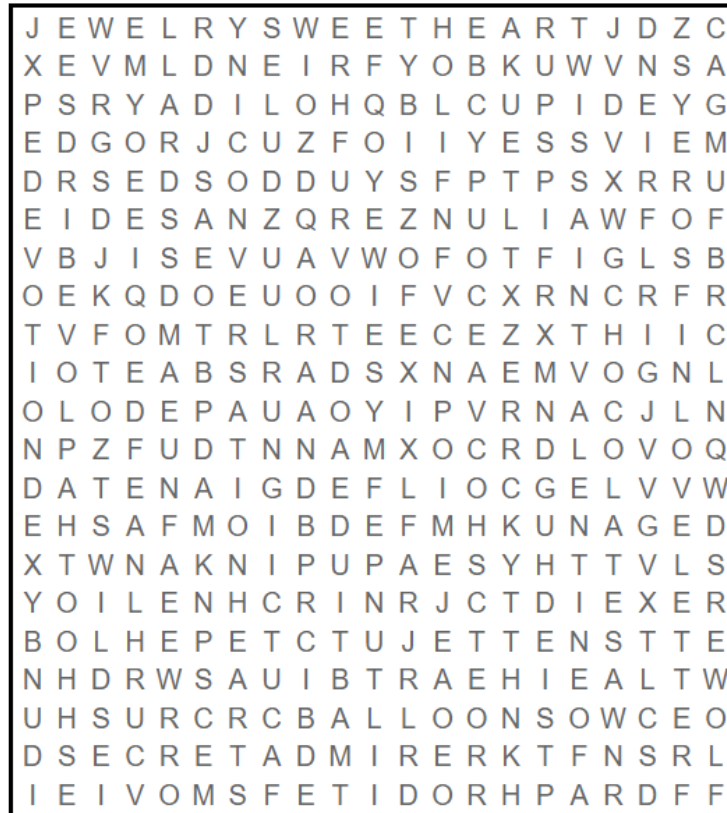 J E W E L R Y S W E E T H E A R T J D Z C
X E V M L D N E I R F Y O B K U W V N S A
P S R Y A D I L O H Q B L C U P I D E Y G
E D G O R J C U Z F O I I Y E S S V I E M
D R S E D S O D D U Y S F P T P S X R R U
E I D E S A N Z Q R E Z N U L I A W F O F
V B J I S E V U A V W O F O T F I G L S B
O E K Q D O E U O O I F V C X R N C R F R
T V F O M T R L R T E E C E Z X T H I I C
I O T E A B S R A D S X N A E M V O G N L
O L O D E P A U A O Y I P V R N A C J L N
N P Z F U D T N N A M X O C R D L O V O Q
D A T E N A I G D E F L I O C G E L V V W
E H S A F M O I B D E F M H K U N A G E D
X T W N A K N I P U P A E S Y H T T V L S
Y O I L E N H C R I N R J C T D I E X E R
B O L H E P E T C T U J E T T E N S T T E
N H D R W S A U I B T R A E H I E A L T W
U H S U R C R C B A L L O O N S O W C E O
D S E C R E T A D M I R E R K T F N S R L
I E I V O M S F E T I D O R H P A R D F F